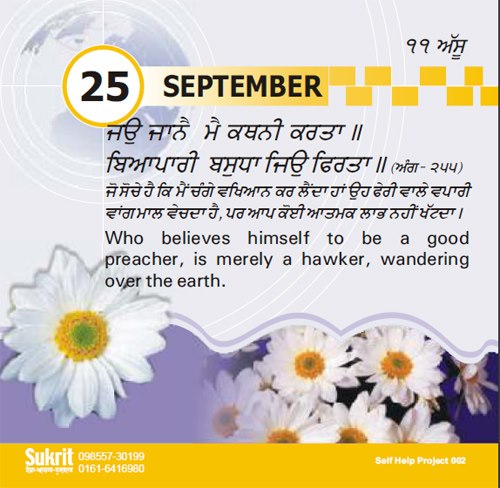 ੧੧ ਅੱਸੂ
25 SEPTEMBER
ਜਉ ਜਾਨੈ ਮੈ ਕਥਨੀ ਕਰਤਾ ॥
ਬਿਆਪਾਰੀ ਬਸੁਧਾ ਜਿਉ ਫਿਰਤਾ ॥ (ਅੰਗ - ੨੫੫)
ਜੋ ਸੋਚੇ ਹੈ ਕਿ ਮੈਂ ਚੰਗੇ ਵਖਿਆਨ ਕਰ ਲੈਂਦਾ ਹਾਂ ਉਹ ਫੇਰੀ ਵਾਲੇ ਵਪਾਰੀ
ਵਾਂਗ ਮਾਲ ਵੇਚਦਾ ਹੈ, ਪਰ ਆਪ ਕੋਈ ਆਤਮਕ ਲਾਭ ਨਹੀਂ ਖੱਟਦਾ।
Who believes himself to be a good
preacher, is merely a hawker, wandering
over the earth.
Sukrit 098557-30199
0161-6416980
Self Help Project 002